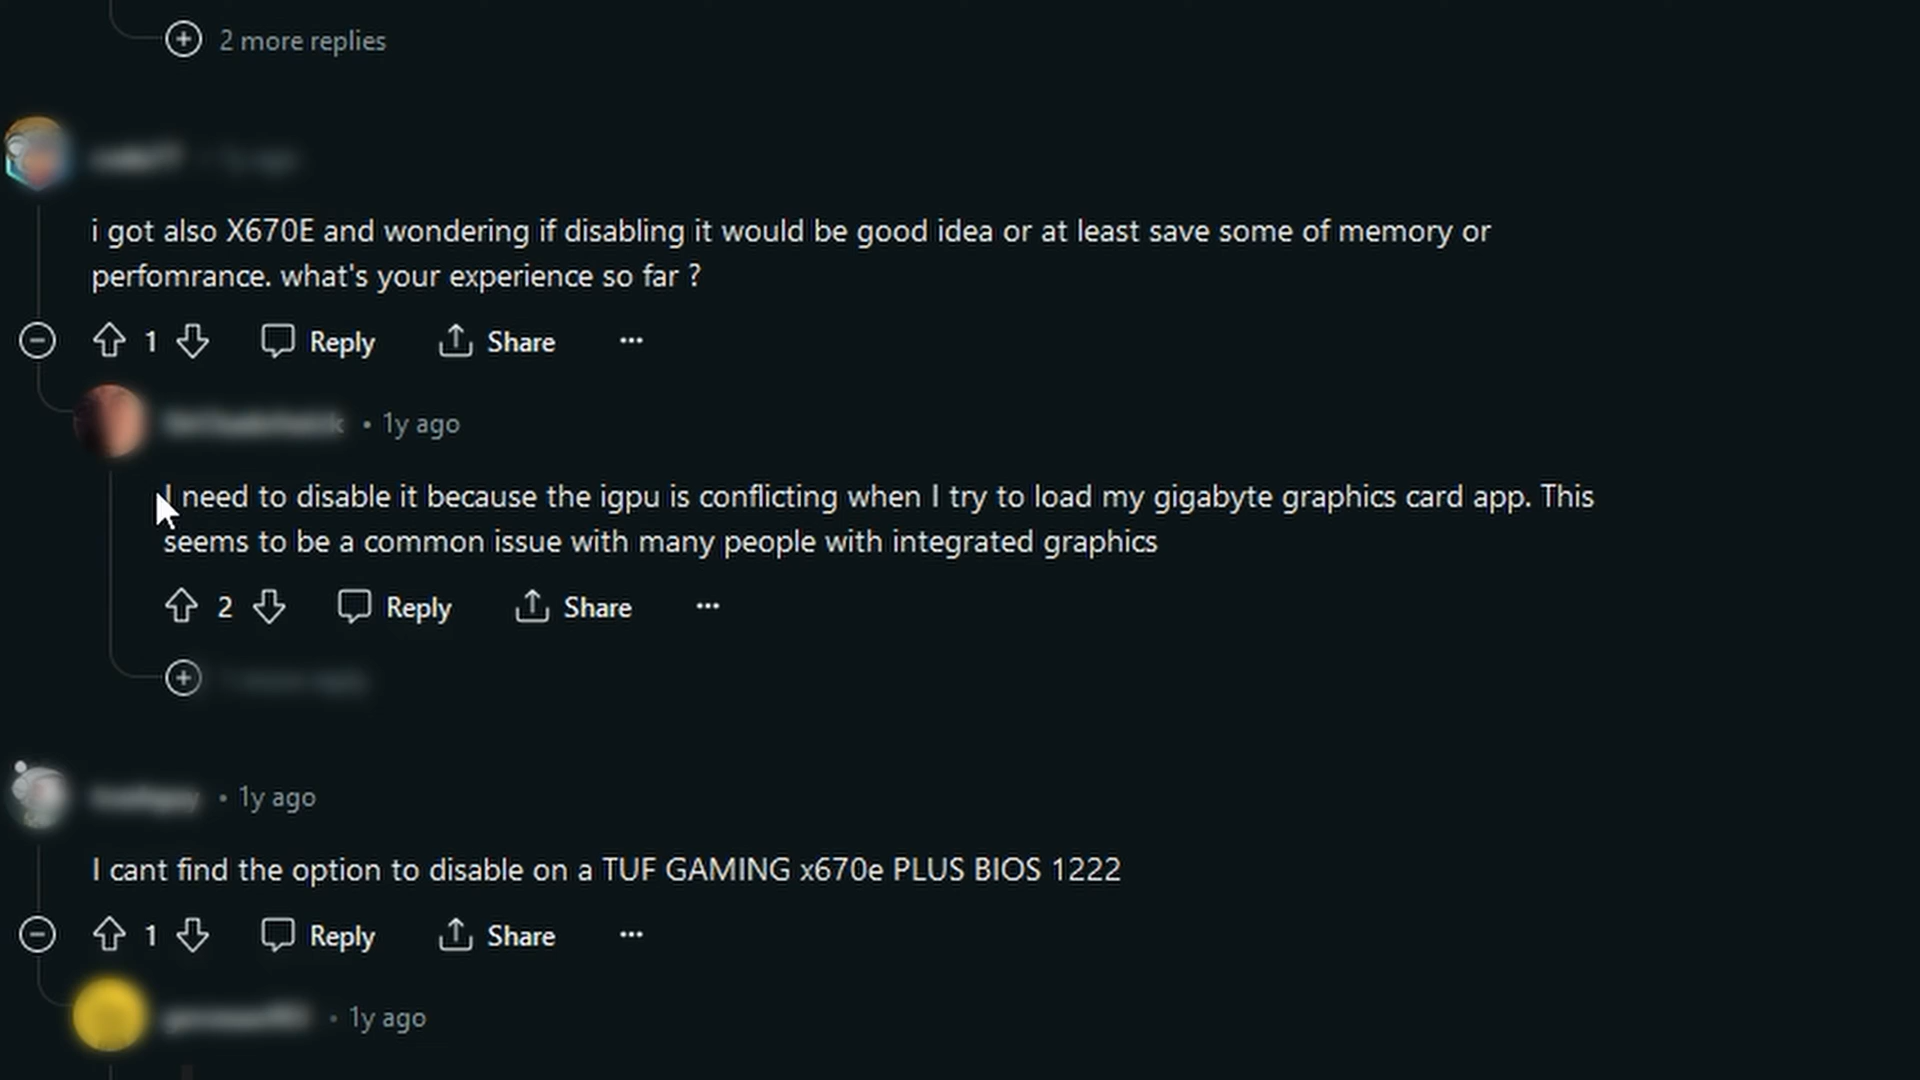 2 more replies
i got also X670E and wondering if disabling it would be good idea or at least save some of memory or
perfomrance. what's your experience so far ?
1 Reply Share ...
• 1y ago
I need to disable it because the igpu is conflicting when I try to load my gigabyte graphics card app. This
seems to be a common issue with many people with integrated graphics
2 Reply Share ...
• 1y ago
I cant find the option to disable on a TUF GAMING x670e PLUS BIOS 1222
1 Reply Share ...
• 1y ago